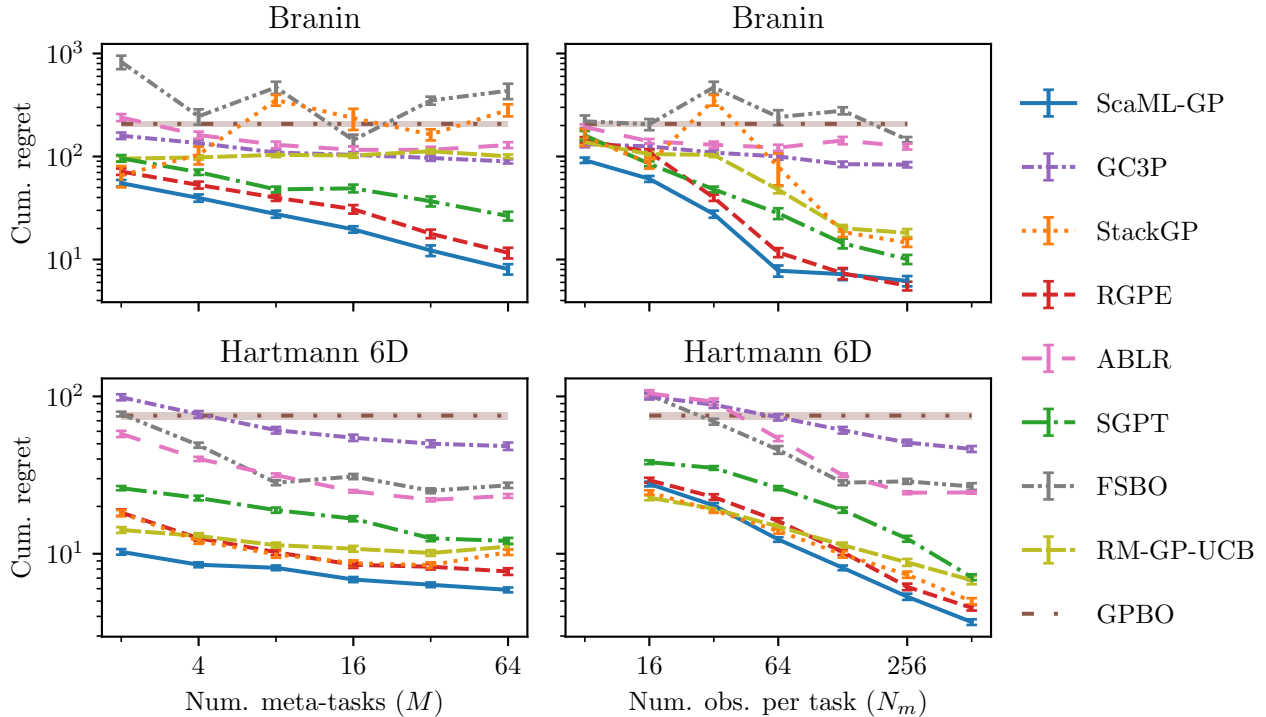 Branin
Branin
Cum. regret
10³
10²
10¹
Hartmann 6D
Hartmann 6D
Cum. regret
10²
10¹
4
16
64
16
64
256
Num. meta-tasks (M)
Num. obs. per task (Nₘ)
ScaML-GP
GC3P
StackGP
RGPE
ABLR
SGPT
FSBO
RM-GP-UCB
GPBO